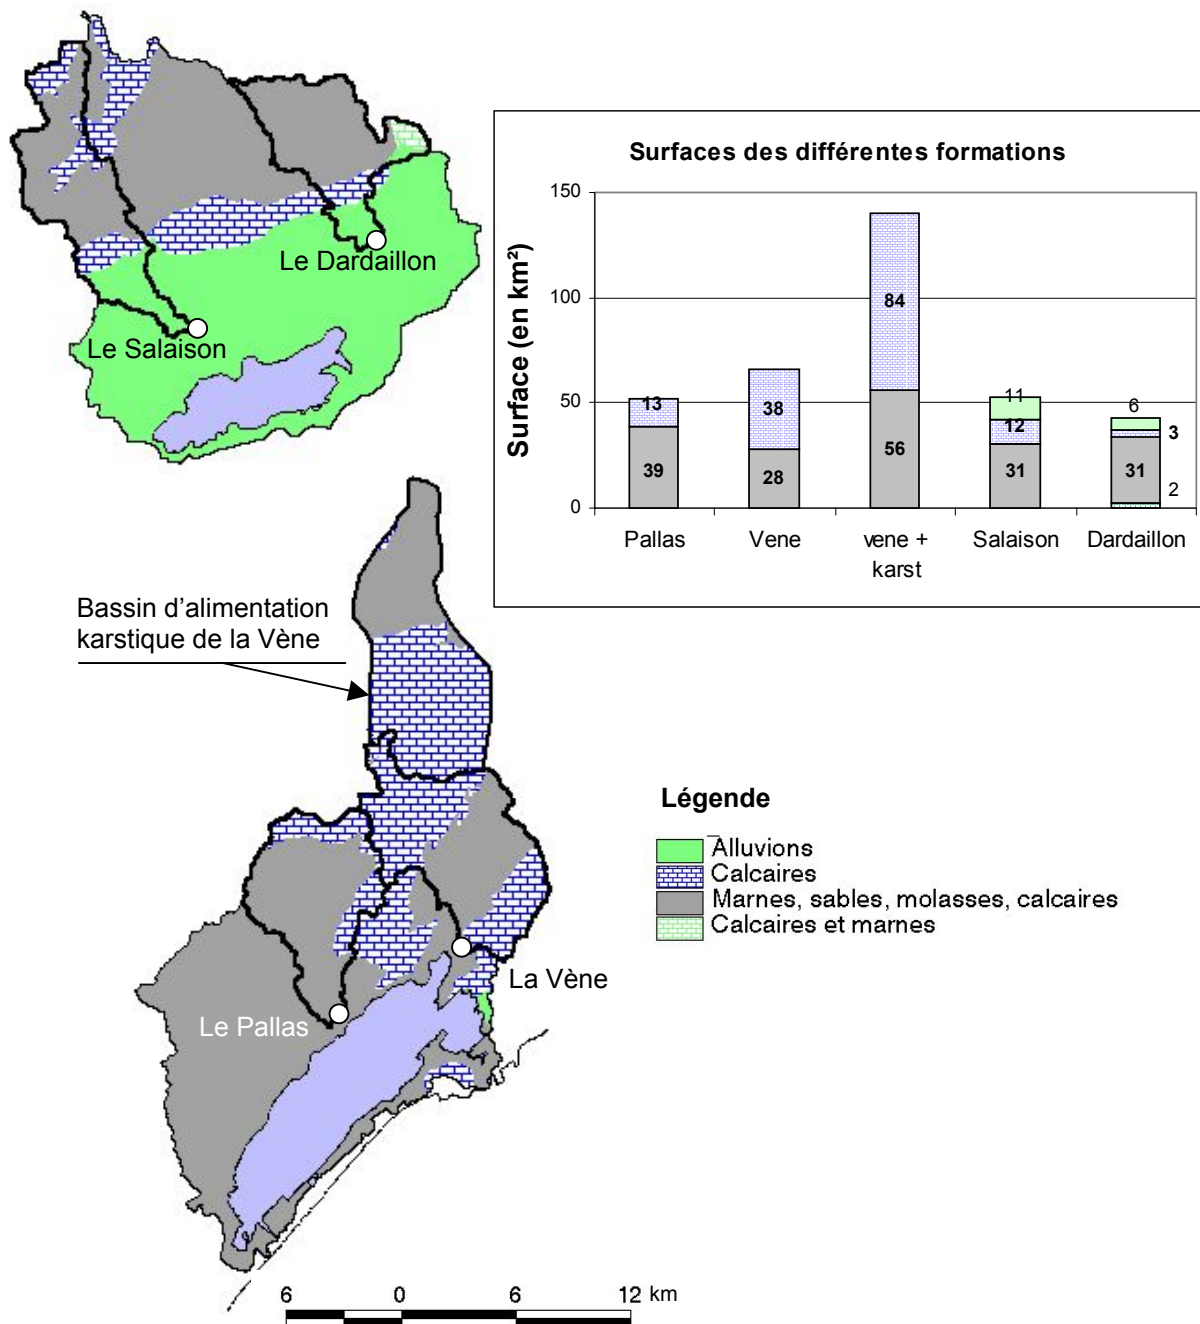 Le Dardaillon
Le Salaison
Surfaces des différentes formations
Surface (en km²)
150
100
50
0
13
39
38
28
84
56
11
12
31
6
3
31
2
Pallas
Vene
vene +
karst
Salaison
Dardaillon
Bassin d’alimentation
karstique de la Vène
Légende
Alluvions
Calcaires
Marnes, sables, molasses, calcaires
Calcaires et marnes
La Vène
Le Pallas
6 0 6 12 km